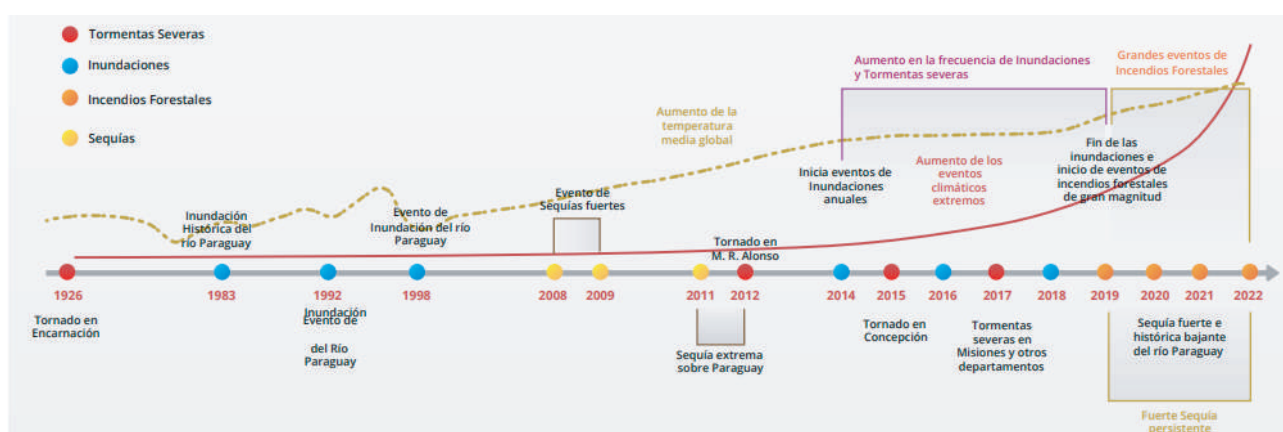 Tormentas Severas
Inundaciones
Incendios Forestales
Sequías
Aumento de la
temperatura
media global
Aumento en la frecuencia de Inundaciones
y Tormentas severas
Grandes eventos de
Incendios Forestales
Inundación
Histórica del
río Paraguay
Evento de
Inundación del río
Paraguay
Evento de
Sequías fuertes
Tornado en
M. R. Alonso
Inicia eventos de
Inundaciones
anuales
Aumento de los
eventos
climáticos
extremos
Fin de las
inundaciones e
inicio de eventos de
incendios forestales
de gran magnitud
1926
1983
1992
1998
2008
2009
2011
2012
2014
2015
2016
2017
2018
2019
2020
2021
2022
Tornado en
Encarnación
Inundación
Evento de
del Río
Paraguay
Sequía extrema
sobre Paraguay
Tornado en
Concepción
Tormentas
severas en
Misiones y otros
departamentos
Sequía fuerte e
histórica bajante
del río Paraguay
Fuerte Sequía
persistente